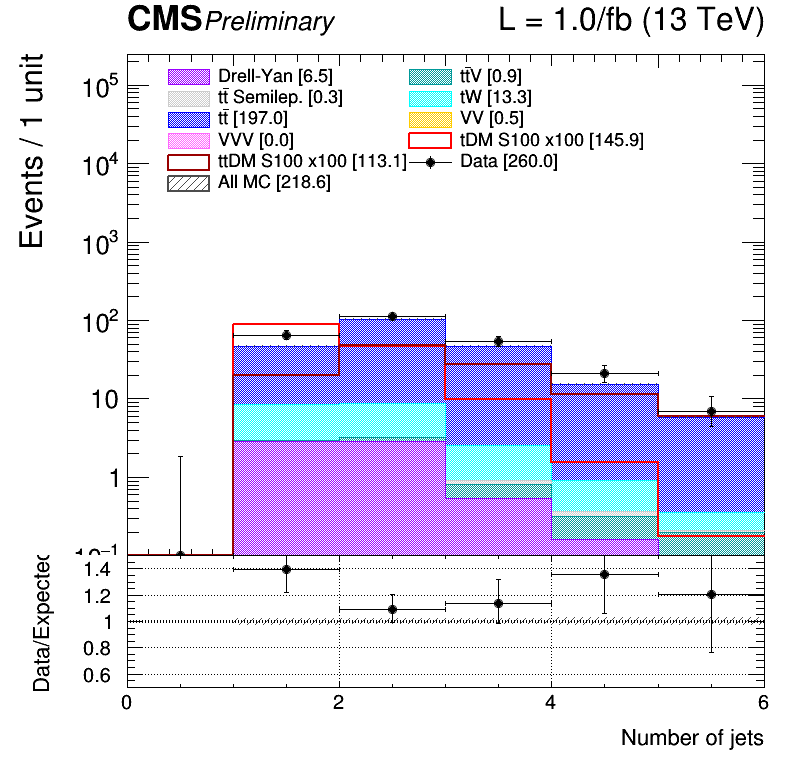 CMS Preliminary L = 1.0/fb (13 TeV)
Events / 1 unit
Drell-Yan [6.5] tt̄V [0.9]
tt̄ Semilep. [0.3] tW [13.3]
tt̄ [197.0] VV [0.5]
VVV [0.0] tDM S100 x100 [145.9]
ttDM S100 x100 [113.1] Data [260.0]
All MC [218.6]
10⁵
10⁴
10³
10²
10
1
10⁻¹
Data/Expected
1.4
1.2
1
0.8
0.6
0 2 4 6
Number of jets